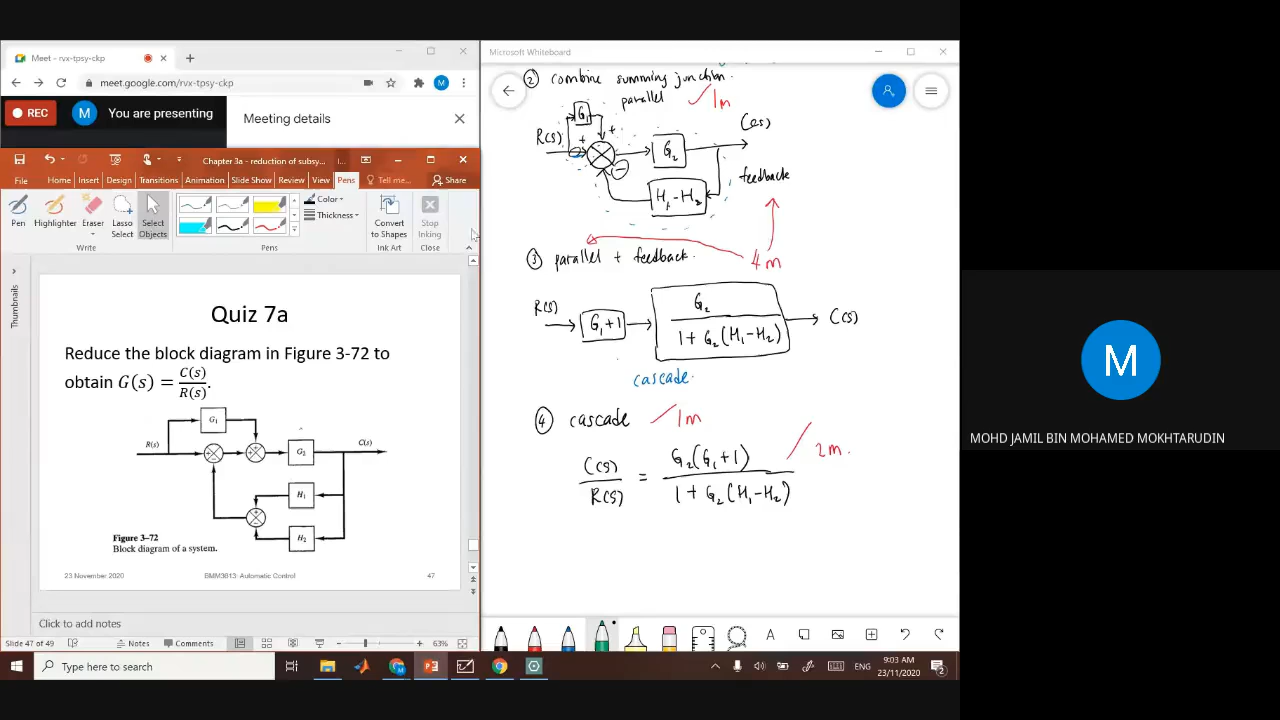 Meet – rvx-tpsy-ckp
meet.google.com/rvx-tpsy-ckp
REC
M
You are presenting
Meeting details
Chapter 3a - reduction of subsy...
File Home Insert Design Transitions Animation Slide Show Review View Pens Tell me... Share
Pen
Highlighter
Eraser
Lasso Select
Select Objects
Color
Thickness
Convert to Shapes
Stop Inking
Write
Pens
Ink Art
Close
Thumbnails
Quiz 7a
Reduce the block diagram in Figure 3-72 to
obtain G(s) = C(s)/R(s).
G1
R(s)
C(s)
G2
H1
H2
Figure 3–72
Block diagram of a system.
23 November 2020
BMM3613: Automatic Control
47
Click to add notes
Slide 47 of 49
Notes
Comments
63%
Microsoft Whiteboard
② combine summing junction.
parallel
1m
G1
R(s)
+
+
−
G2
C(s)
H1−H2
feedback
③ parallel + feedback.
4m
R(s)
G1+1
G2
1 + G2(H1−H2)
C(s)
cascade.
④ cascade
1m
C(s)/R(s) = G2(G1+1) / 1 + G2(H1−H2)
2m.
Type here to search
ENG
9:03 AM
23/11/2020
2
M
MOHD JAMIL BIN MOHAMED MOKHTARUDIN